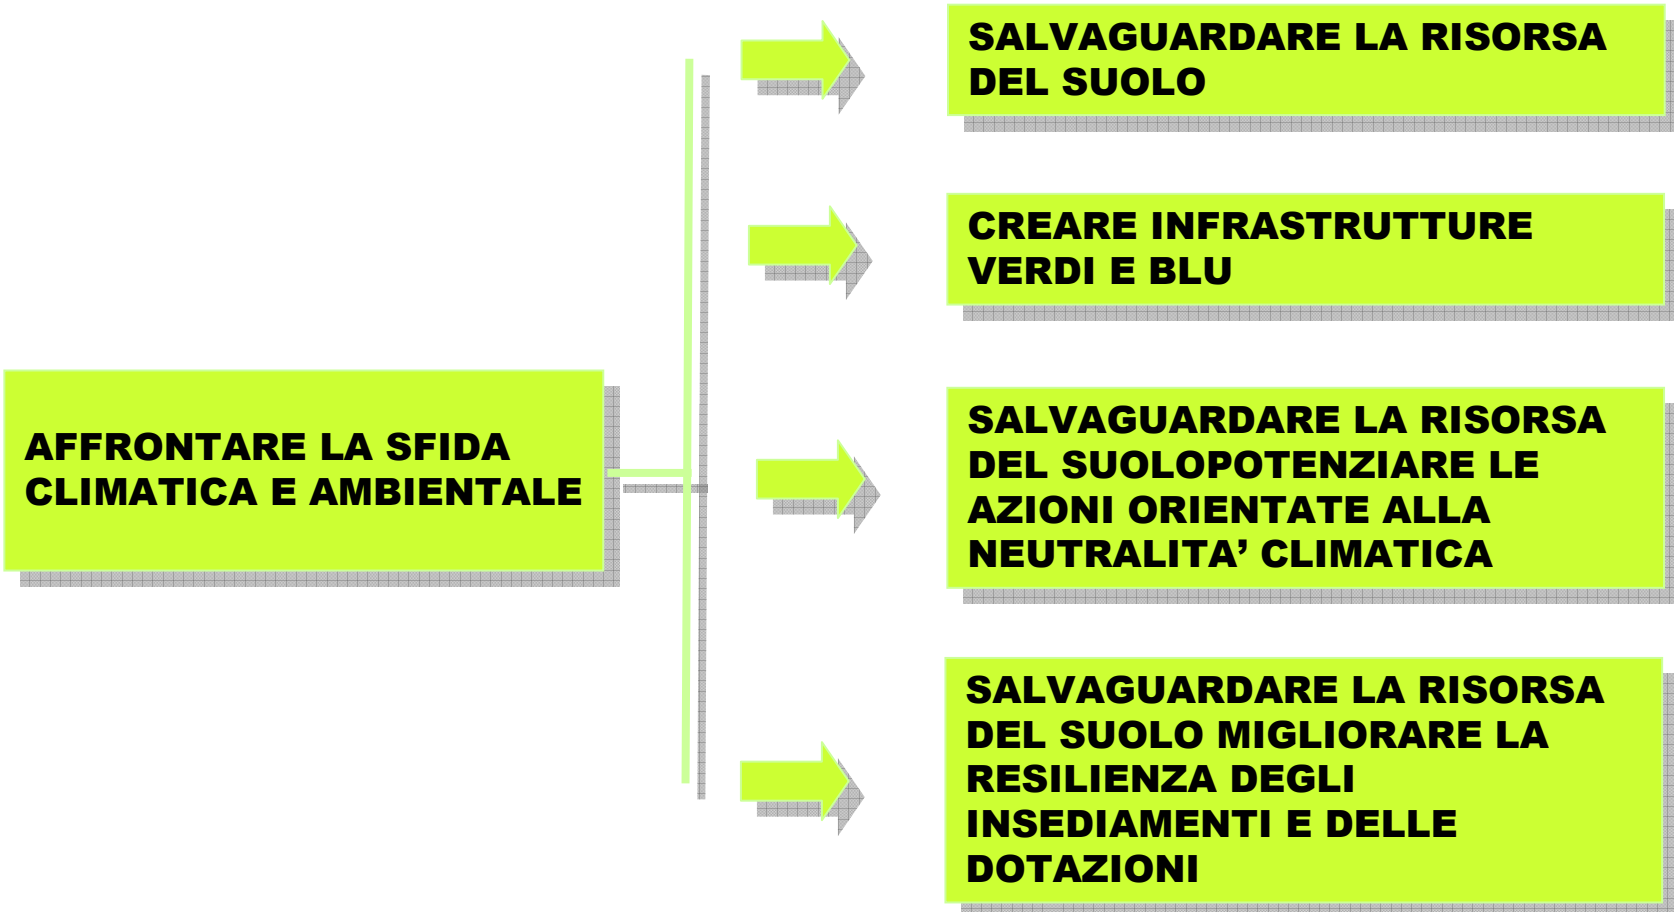 AFFRONTARE LA SFIDA
CLIMATICA E AMBIENTALE
SALVAGUARDARE LA RISORSA
DEL SUOLO
CREARE INFRASTRUTTURE
VERDI E BLU
SALVAGUARDARE LA RISORSA
DEL SUOLOPOTENZIARE LE
AZIONI ORIENTATE ALLA
NEUTRALITA’ CLIMATICA
SALVAGUARDARE LA RISORSA
DEL SUOLO MIGLIORARE LA
RESILIENZA DEGLI
INSEDIAMENTI E DELLE
DOTAZIONI